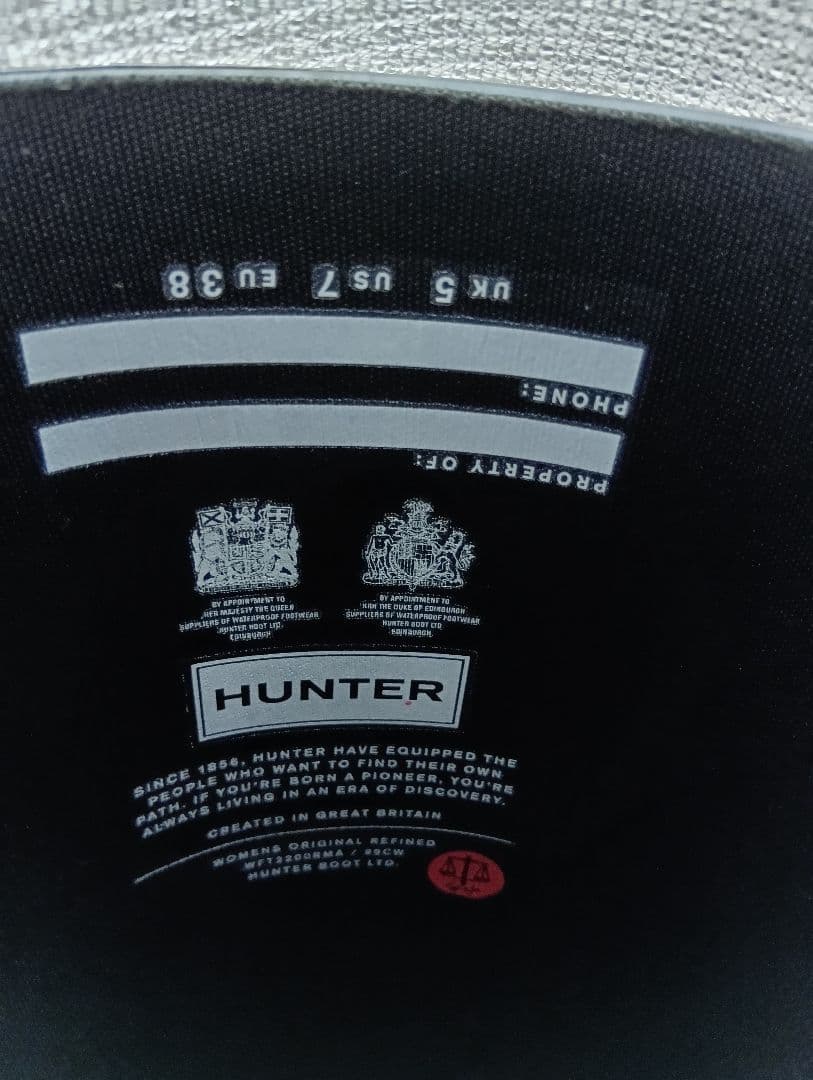 UK 5 US 7 EU 38
PHONE:
PROPERTY OF:
BY APPOINTMENT TO
HER MAJESTY THE QUEEN
SUPPLIERS OF WATERPROOF FOOTWEAR
HUNTER BOOT LTD
EDINBURGH
BY APPOINTMENT TO
HRH THE DUKE OF EDINBURGH
SUPPLIERS OF WATERPROOF FOOTWEAR
HUNTER BOOT LTD
EDINBURGH
HUNTER
SINCE 1856, HUNTER HAVE EQUIPPED THE
PEOPLE WHO WANT TO FIND THEIR OWN
PATH. IF YOU'RE BORN A PIONEER, YOU'RE
ALWAYS LIVING IN AN ERA OF DISCOVERY.
CREATED IN GREAT BRITAIN
WOMENS ORIGINAL REFINED
WFT2200RMA /
HUNTER BOOT LTD.